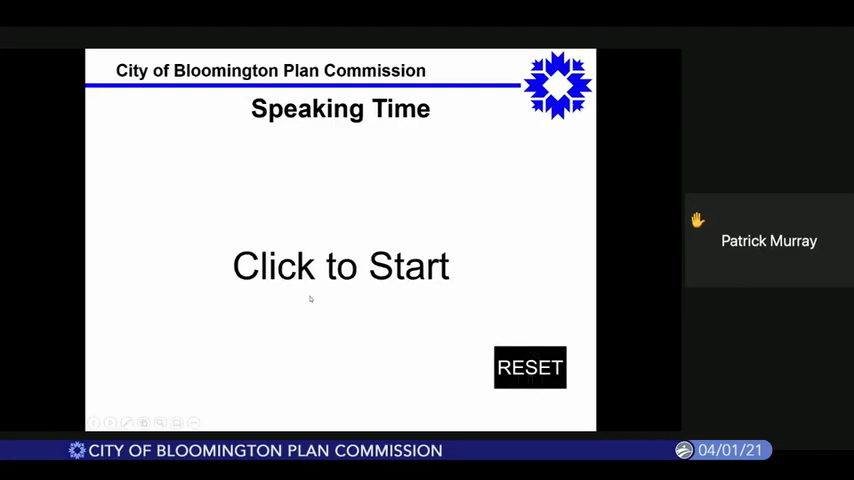 City of Bloomington Plan Commission
Speaking Time
Click to Start
RESET
Patrick Murray
CITY OF BLOOMINGTON PLAN COMMISSION
04/01/21